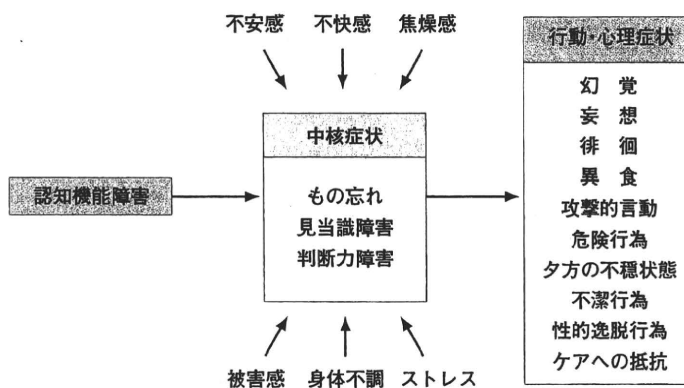 不安感 不快感 焦燥感
認知機能障害
中核症状
もの忘れ
見当識障害
判断力障害
被害感 身体不調 ストレス
行動・心理症状
幻 覚
妄 想
徘 徊
異 食
攻撃的言動
危険行為
夕方の不穏状態
不潔行為
性的逸脱行為
ケアへの抵抗